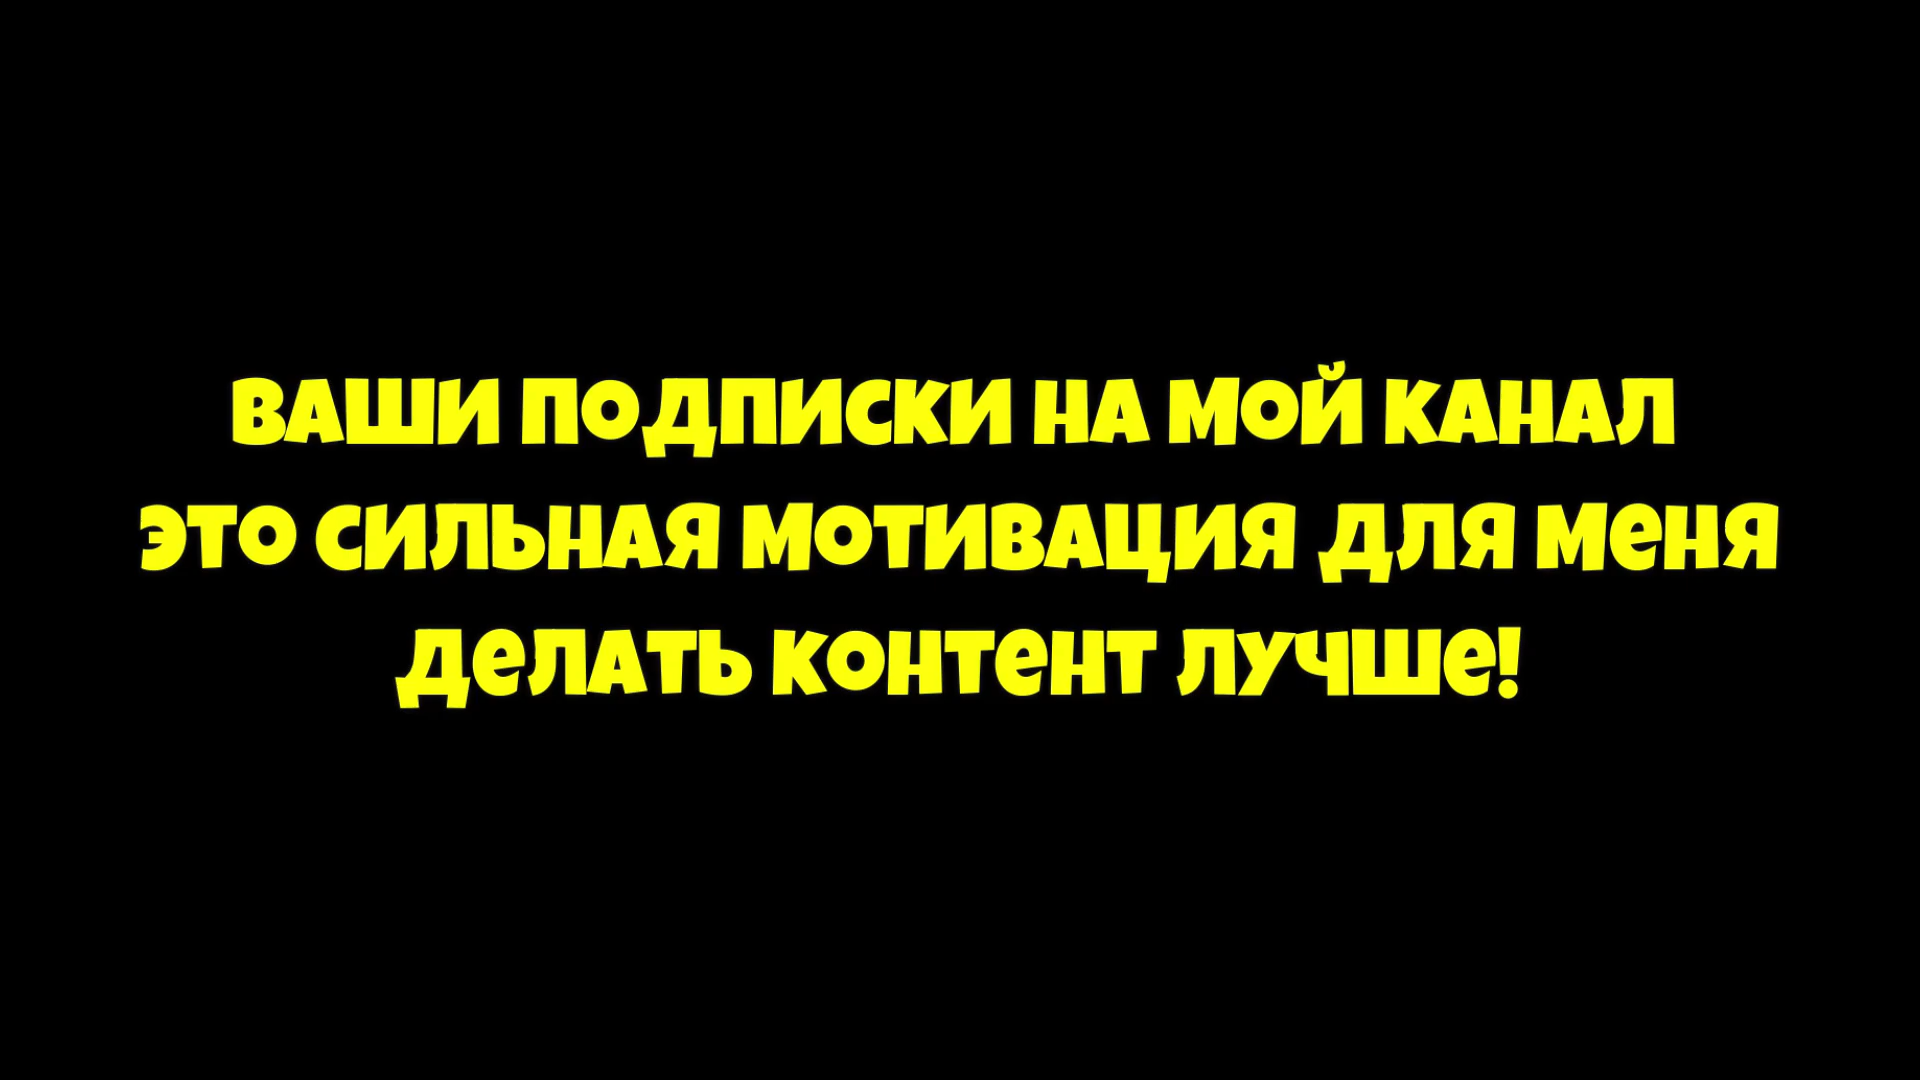 ВАШИ ПОДПИСКИ НА МОЙ КАНАЛ
ЭТО СИЛЬНАЯ МОТИВАЦИЯ ДЛЯ МеНЯ
ДеЛАТЬ КОНТеНТ ЛУЧШе!